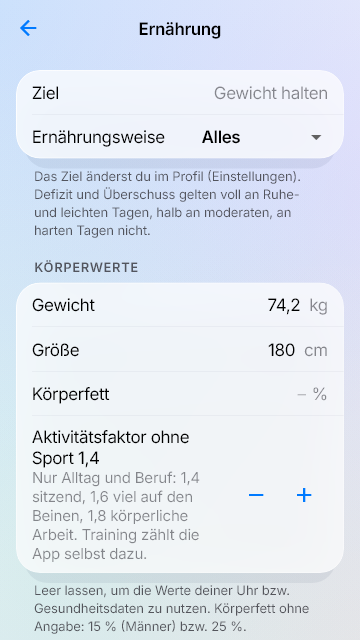 Ernährung
Ziel Gewicht halten
Ernährungsweise Alles
Das Ziel änderst du im Profil (Einstellungen).
Defizit und Überschuss gelten voll an Ruhe-
und leichten Tagen, halb an moderaten, an
harten Tagen nicht.
KÖRPERWERTE
Gewicht 74,2 kg
Größe 180 cm
Körperfett – %
Aktivitätsfaktor ohne
Sport 1,4
Nur Alltag und Beruf: 1,4
sitzend, 1,6 viel auf den
Beinen, 1,8 körperliche
Arbeit. Training zählt die
App selbst dazu.
Leer lassen, um die Werte deiner Uhr bzw.
Gesundheitsdaten zu nutzen. Körperfett ohne
Angabe: 15 % (Männer) bzw. 25 %.